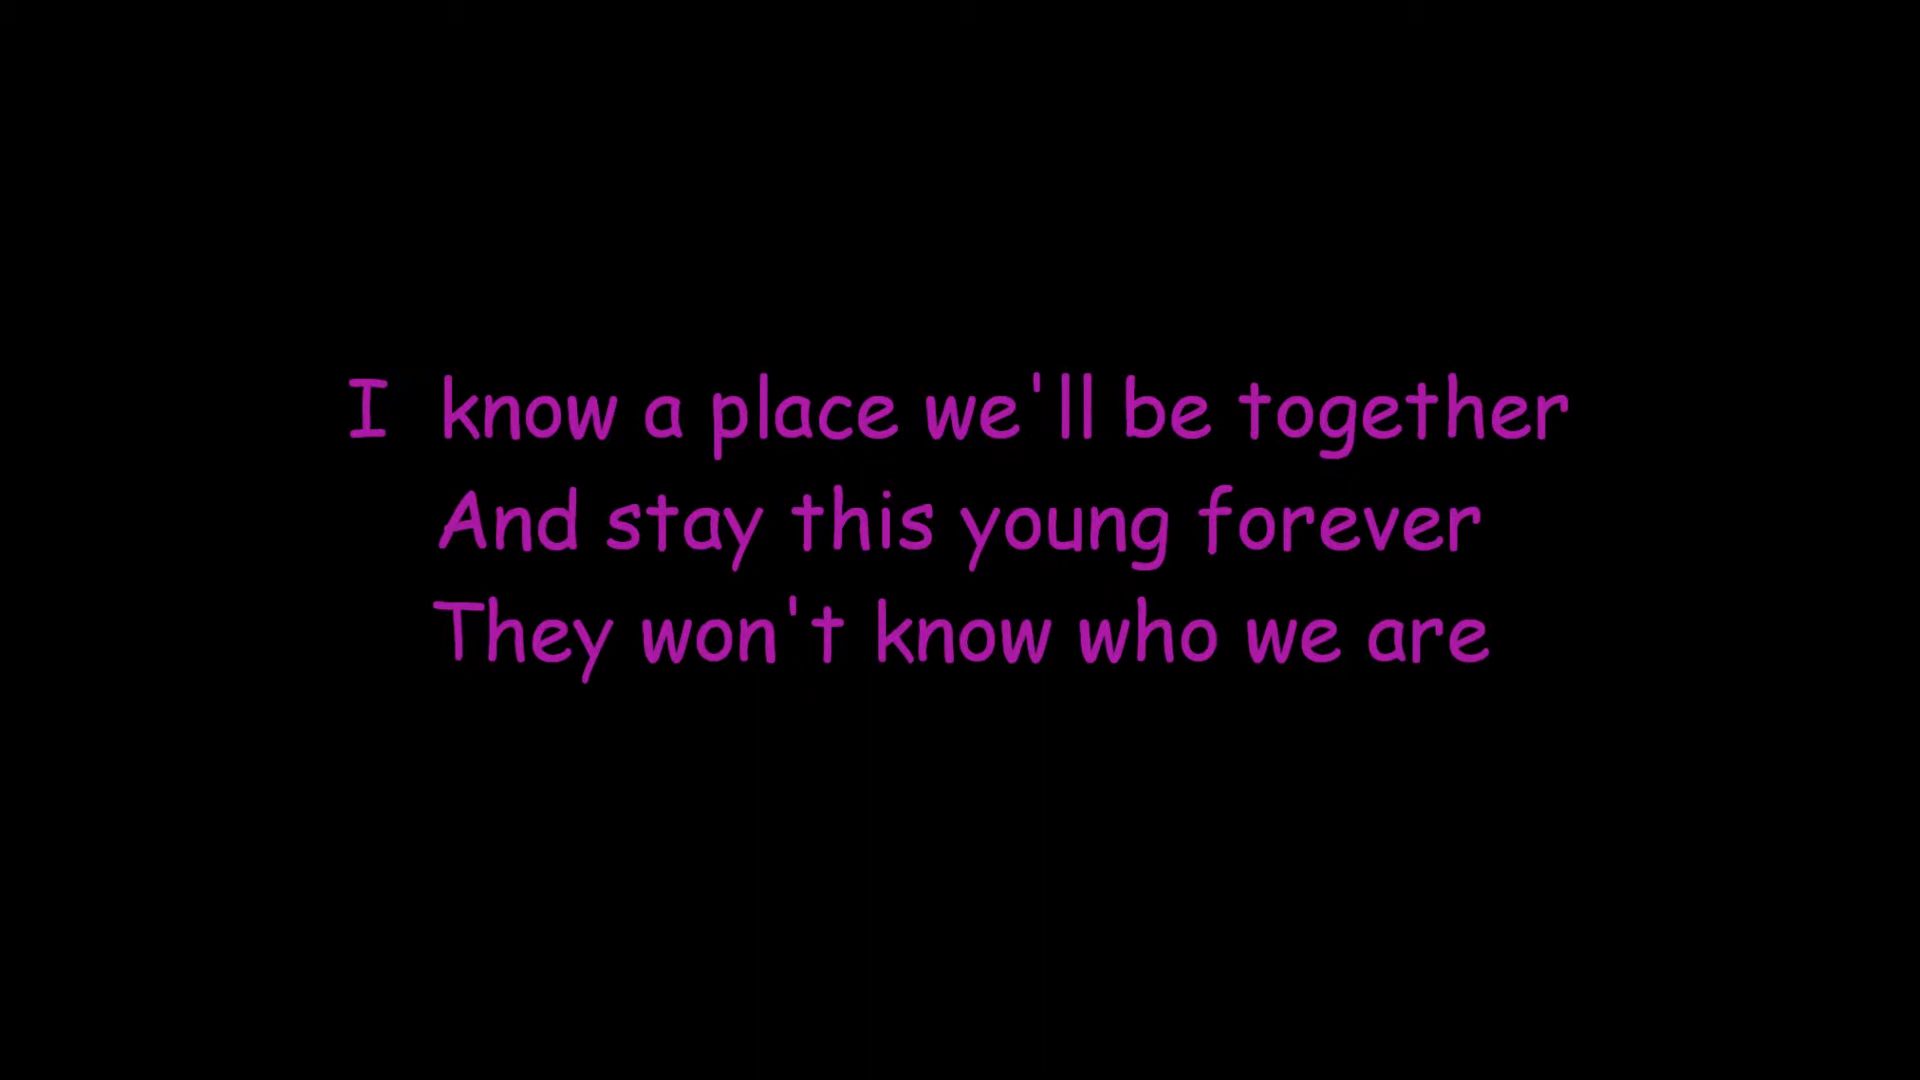 I  know a place we'll be together
And stay this young forever
They won't know who we are